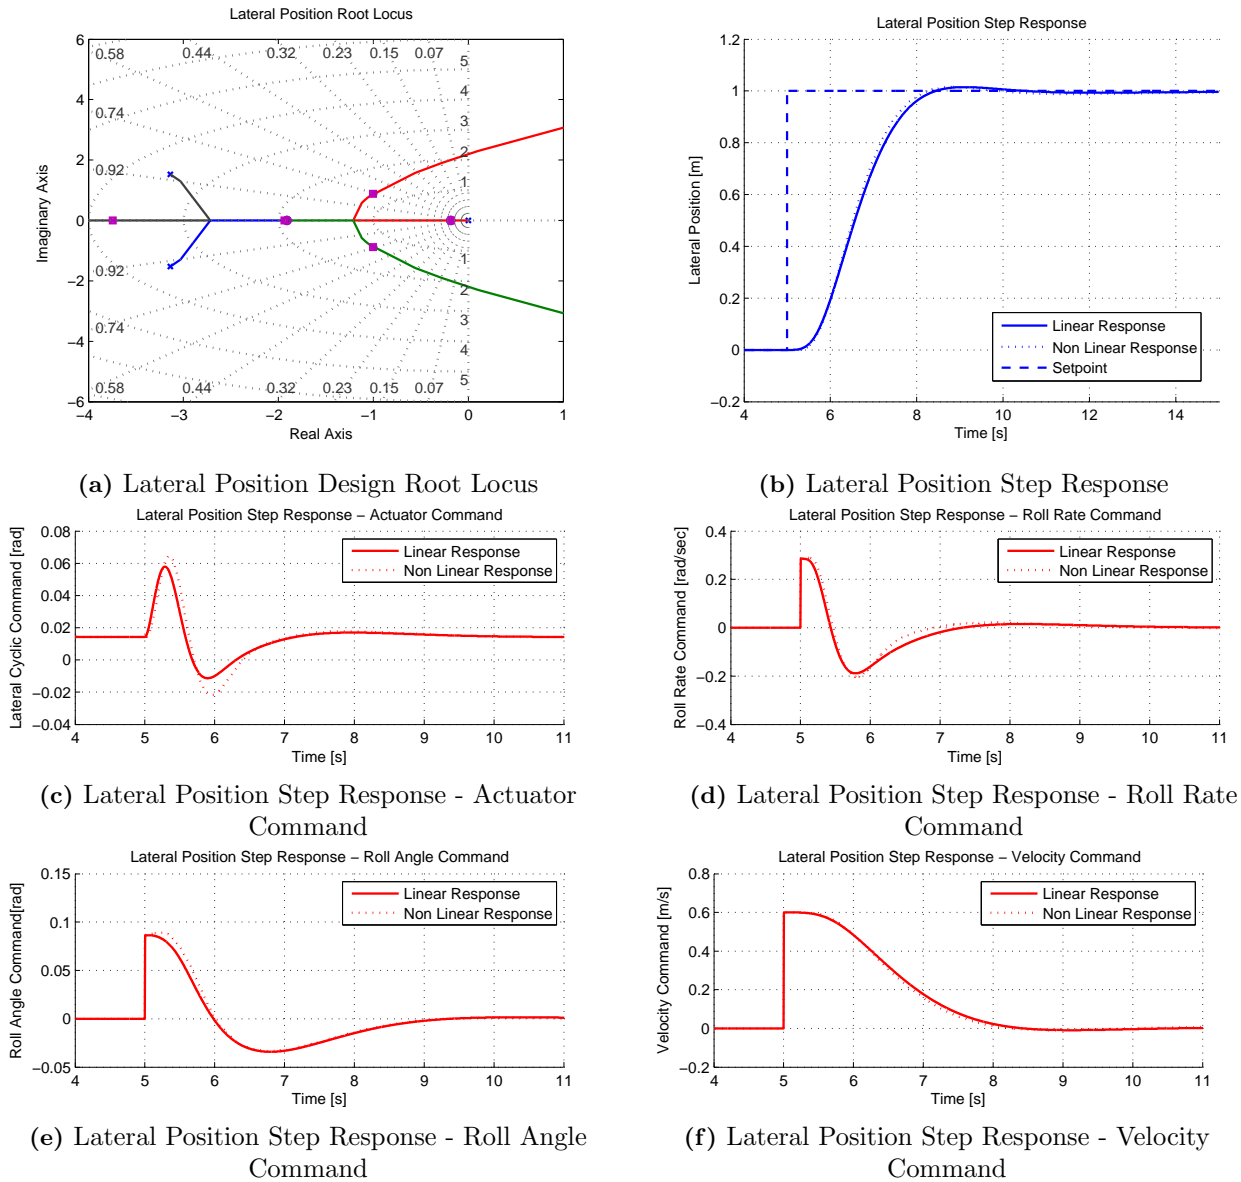 Lateral Position Root Locus
6
4
2
0
−2
−4
−6
−4
−3
−2
−1
0
1
0.58
0.44
0.32
0.23
0.15
0.07
0.74
0.92
0.92
0.74
0.58
0.44
0.32
0.23
0.15
0.07
5
4
3
2
1
1
2
3
4
5
Imaginary Axis
Real Axis
(a) Lateral Position Design Root Locus
Lateral Position Step Response
1.2
1
0.8
0.6
0.4
0.2
0
−0.2
4
6
8
10
12
14
Lateral Position [m]
Time [s]
Linear Response
Non Linear Response
Setpoint
(b) Lateral Position Step Response
Lateral Position Step Response − Actuator Command
0.08
0.06
0.04
0.02
0
−0.02
−0.04
4
5
6
7
8
9
10
11
Lateral Cyclic Command [rad]
Time [s]
Linear Response
Non Linear Response
(c) Lateral Position Step Response - Actuator
Command
Lateral Position Step Response − Roll Rate Command
0.4
0.2
0
−0.2
−0.4
4
5
6
7
8
9
10
11
Roll Rate Command [rad/sec]
Time [s]
Linear Response
Non Linear Response
(d) Lateral Position Step Response - Roll Rate
Command
Lateral Position Step Response − Roll Angle Command
0.15
0.1
0.05
0
−0.05
4
5
6
7
8
9
10
11
Roll Angle Command[rad]
Time [s]
Linear Response
Non Linear Response
(e) Lateral Position Step Response - Roll Angle
Command
Lateral Position Step Response − Velocity Command
0.8
0.6
0.4
0.2
0
−0.2
4
5
6
7
8
9
10
11
Velocity Command [m/s]
Time [s]
Linear Response
Non Linear Response
(f) Lateral Position Step Response - Velocity
Command